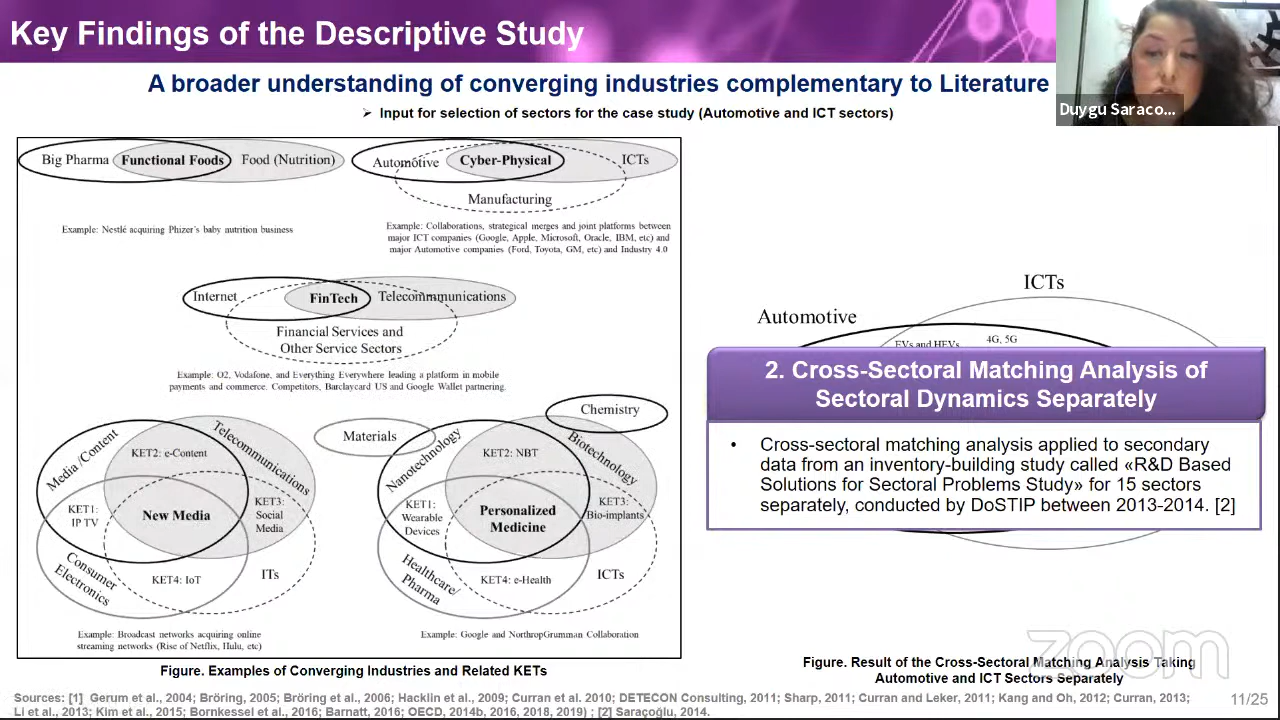 Key Findings of the Descriptive Study
A broader understanding of converging industries complementary to Literature
➢ Input for selection of sectors for the case study (Automotive and ICT sectors)
Duygu Saraco...
Big Pharma
Functional Foods
Food (Nutrition)
Example: Nestlé acquiring Phizer's baby nutrition business
Automotive
Cyber-Physical
ICTs
Manufacturing
Example: Collaborations, strategical merges and joint platforms between
major ICT companies (Google, Apple, Microsoft, Oracle, IBM, etc) and
major Automotive companies (Ford, Toyota, GM, etc) and Industry 4.0
Internet
FinTech
Telecommmunications
Financial Services and
Other Service Sectors
Example: O2, Vodafone, and Everything Everywhere leading a platform in mobile
payments and commerce. Competitors, Barclaycard US and Google Wallet partnering.
Media /Content
Telecommunications
KET2: e-Content
KET1:
IP TV
New Media
KET3:
Social
Media
Consumer
Electronics
KET4: IoT
ITs
Example: Broadcast networks acquiring online
streaming networks (Rise of Netflix, Hulu, etc)
Materials
Chemistry
Nanotechnology
Biotechnology
KET2: NBT
KET1:
Wearable
Devices
Personalized
Medicine
KET3:
Bio-implants
Healthcare/
Pharma
KET4: e-Health
ICTs
Example: Google and NorthropGrumman Collaboration
Figure. Examples of Converging Industries and Related KETs
ICTs
Automotive
EVs and HEVs
4G, 5G
2. Cross-Sectoral Matching Analysis of
Sectoral Dynamics Separately
• Cross-sectoral matching analysis applied to secondary
data from an inventory-building study called «R&D Based
Solutions for Sectoral Problems Study» for 15 sectors
separately, conducted by DoSTIP between 2013-2014. [2]
zoom
Figure. Result of the Cross-Sectoral Matching Analysis Taking
Automotive and ICT Sectors Separately
Sources: [1] Gerum et al., 2004; Bröring, 2005; Bröring et al., 2006; Hacklin et al., 2009; Curran et al. 2010; DETECON Consulting, 2011; Sharp, 2011; Curran and Leker, 2011; Kang and Oh, 2012; Curran, 2013;
Li et al., 2013; Kim et al., 2015; Bornkessel et al., 2016; Barnatt, 2016; OECD, 2014b, 2016, 2018, 2019) ; [2] Saraçoğlu, 2014.
11/25